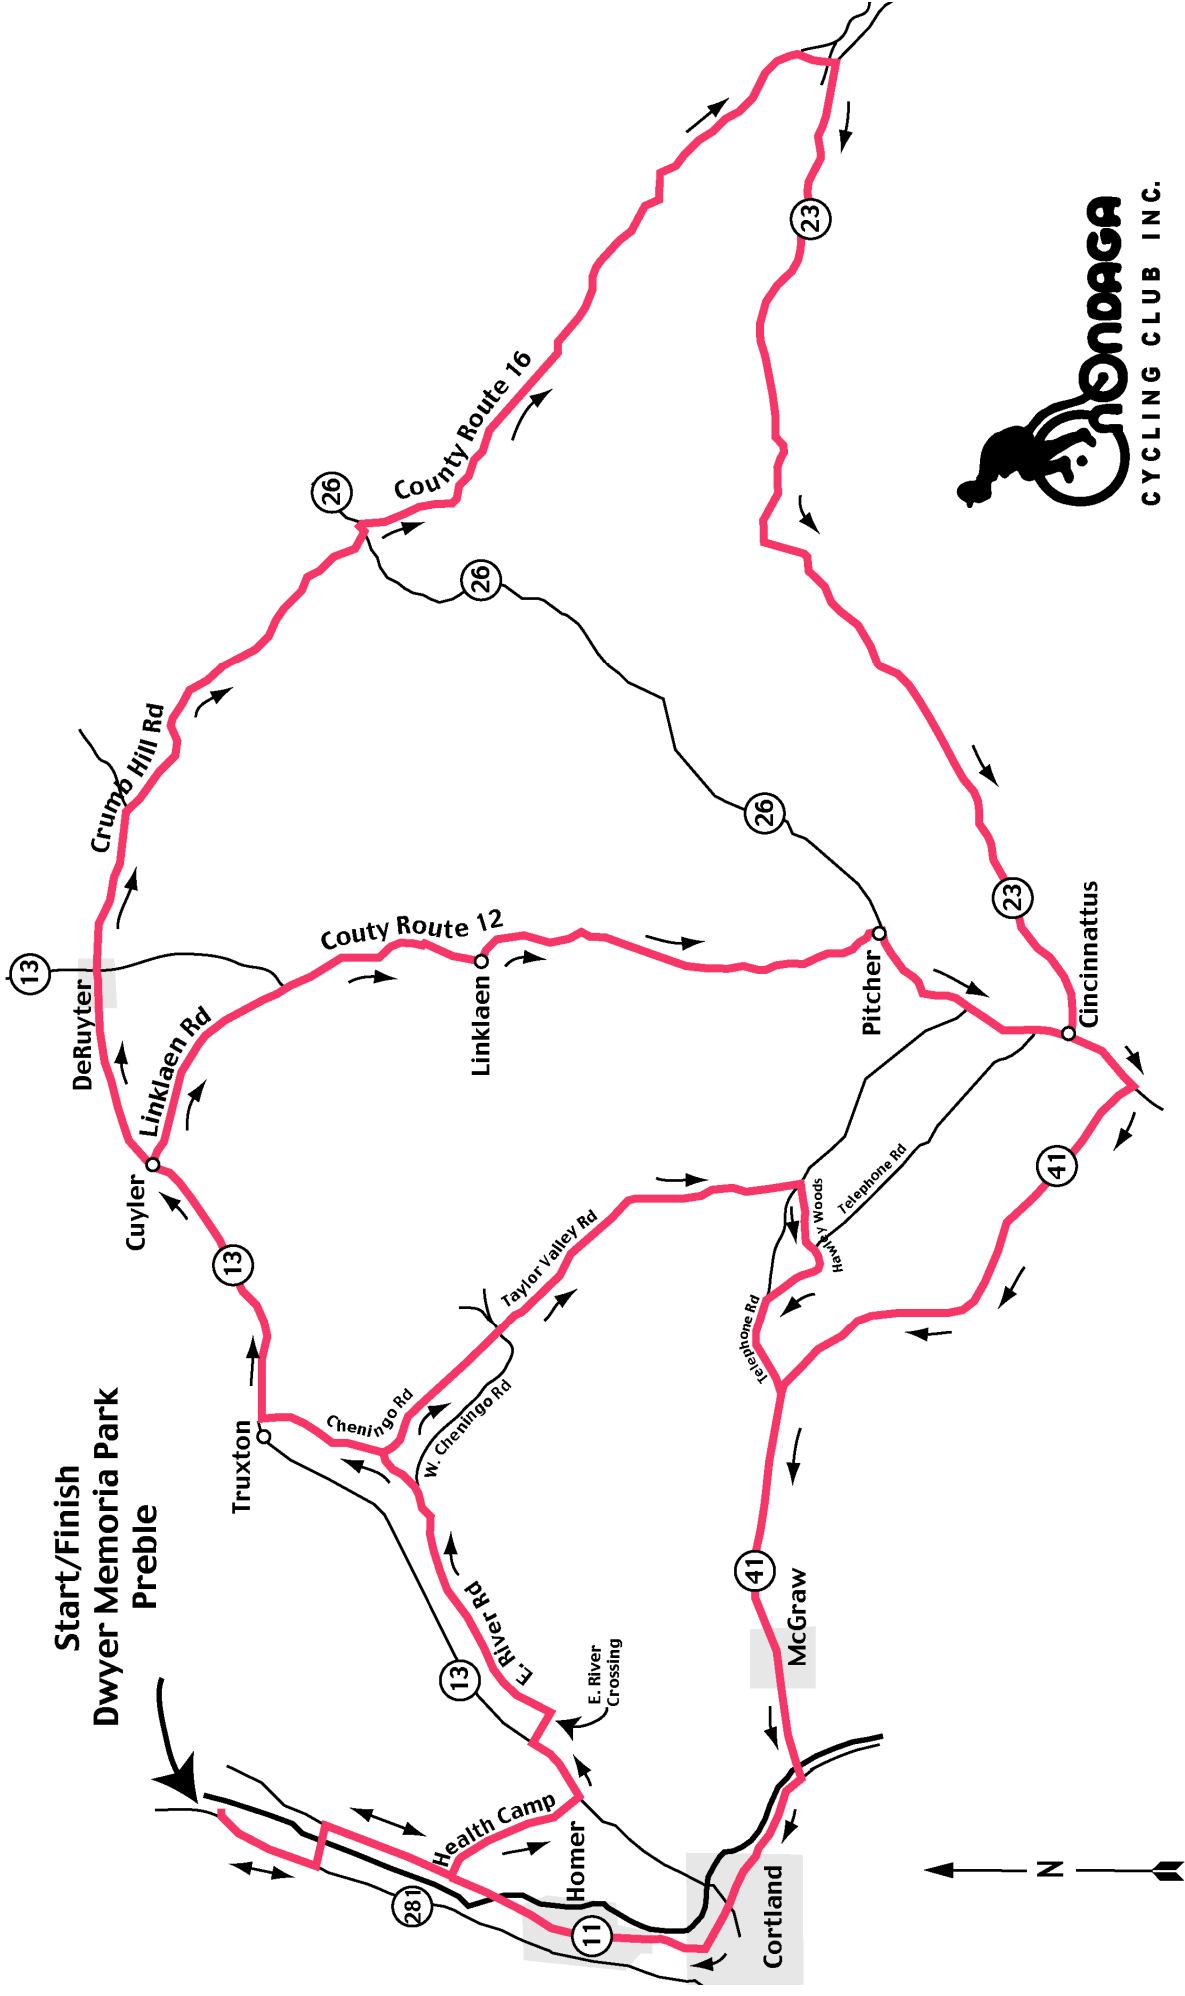 Start/Finish
Dwyer Memoria Park
Preble
281
Health Camp
Homer
11
Cortland
13
E. River
Crossing
E. River Rd
Truxton
Cheningo Rd
W. Cheningo Rd
Taylor Valley Rd
13
Cuyler
Linklaen Rd
DeRuyter
13
Crumb Hill Rd
Couty Route 12
Linklaen
26
County Route 16
26
26
Pitcher
23
23
Cincinnattus
41
Telephone Rd
Hawley Woods
Telephone Rd
41
McGraw
N
OnONDAGA
CYCLING CLUB INC.